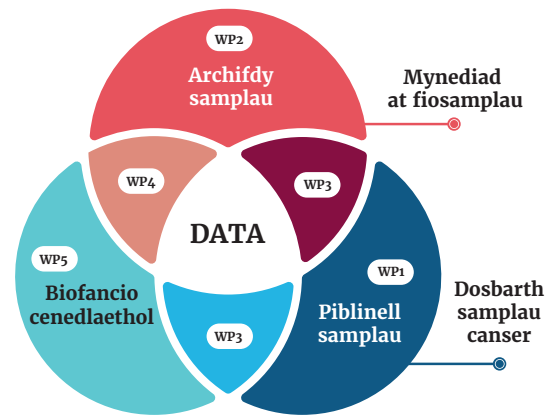 WP2
Archifdy
samplau
Mynediad
at fiosamplau
WP4
WP3
DATA
WP5
Biofancio
cenedlaethol
WP1
Piblinell
samplau
Dosbarth
samplau
canser
WP3